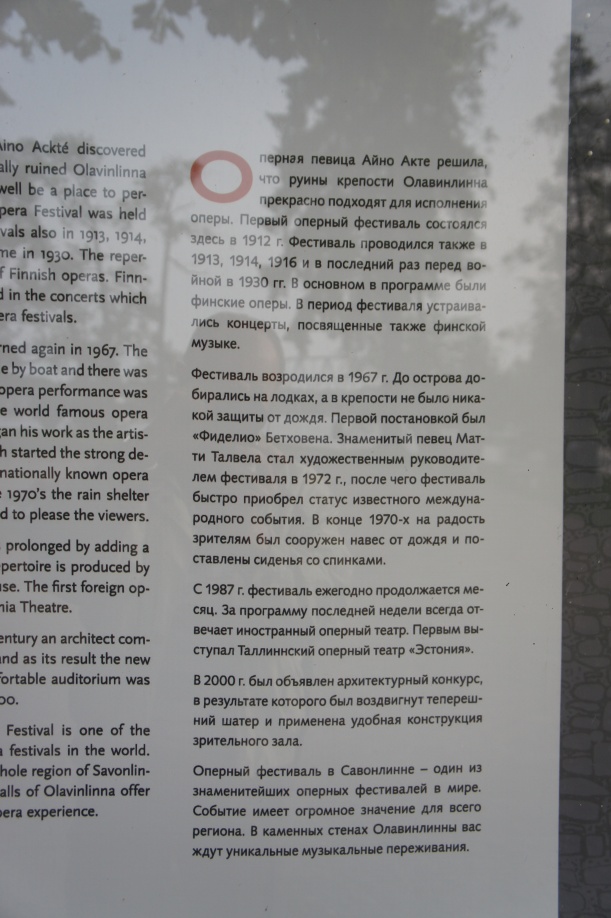 Aino Ackté discovered
ally ruined Olavinlinna
well be a place to per-
pera Festival was held
vals also in 1913, 1914,
me in 1930. The reper-
f Finnish operas. Finn-
d in the concerts which
era festivals.
rned again in 1967. The
e by boat and there was
opera performance was
e world famous opera
gan his work as the artis-
h started the strong de-
nationally known opera
e 1970's the rain shelter
d to please the viewers.
s prolonged by adding a
epertoire is produced by
use. The first foreign op-
nia Theatre.
entury an architect com-
and as its result the new
fortable auditorium was
oo.
Festival is one of the
a festivals in the world.
hole region of Savonlin-
alls of Olavinlinna offer
pera experience.
Оперная певица Айно Акте решила,
что руины крепости Олавинлинна
прекрасно подходят для исполнения
оперы. Первый оперный фестиваль состоялся
здесь в 1912 г. Фестиваль проводился также в
1913, 1914, 1916 и в последний раз перед во-
йной в 1930 гг. В основном в программе были
финские оперы. В период фестиваля устраива-
лись концерты, посвященные также финской
музыке.
Фестиваль возродился в 1967 г. До острова до-
бирались на лодках, а в крепости не было ника-
кой защиты от дождя. Первой постановкой был
«Фиделио» Бетховена. Знаменитый певец Мат-
ти Талвела стал художественным руководите-
лем фестиваля в 1972 г., после чего фестиваль
быстро приобрел статус известного междуна-
родного события. В конце 1970-х на радость
зрителям был сооружен навес от дождя и по-
ставлены сиденья со спинками.
С 1987 г. фестиваль ежегодно продолжается ме-
сяц. За программу последней недели всегда от-
вечает иностранный оперный театр. Первым вы-
ступал Таллиннский оперный театр «Эстония».
В 2000 г. был объявлен архитектурный конкурс,
в результате которого был воздвигнут тепереш-
ний шатер и применена удобная конструкция
зрительного зала.
Оперный фестиваль в Савонлинне – один из
знаменитейших оперных фестивалей в мире.
Событие имеет огромное значение для всего
региона. В каменных стенах Олавинлинны вас
ждут уникальные музыкальные переживания.